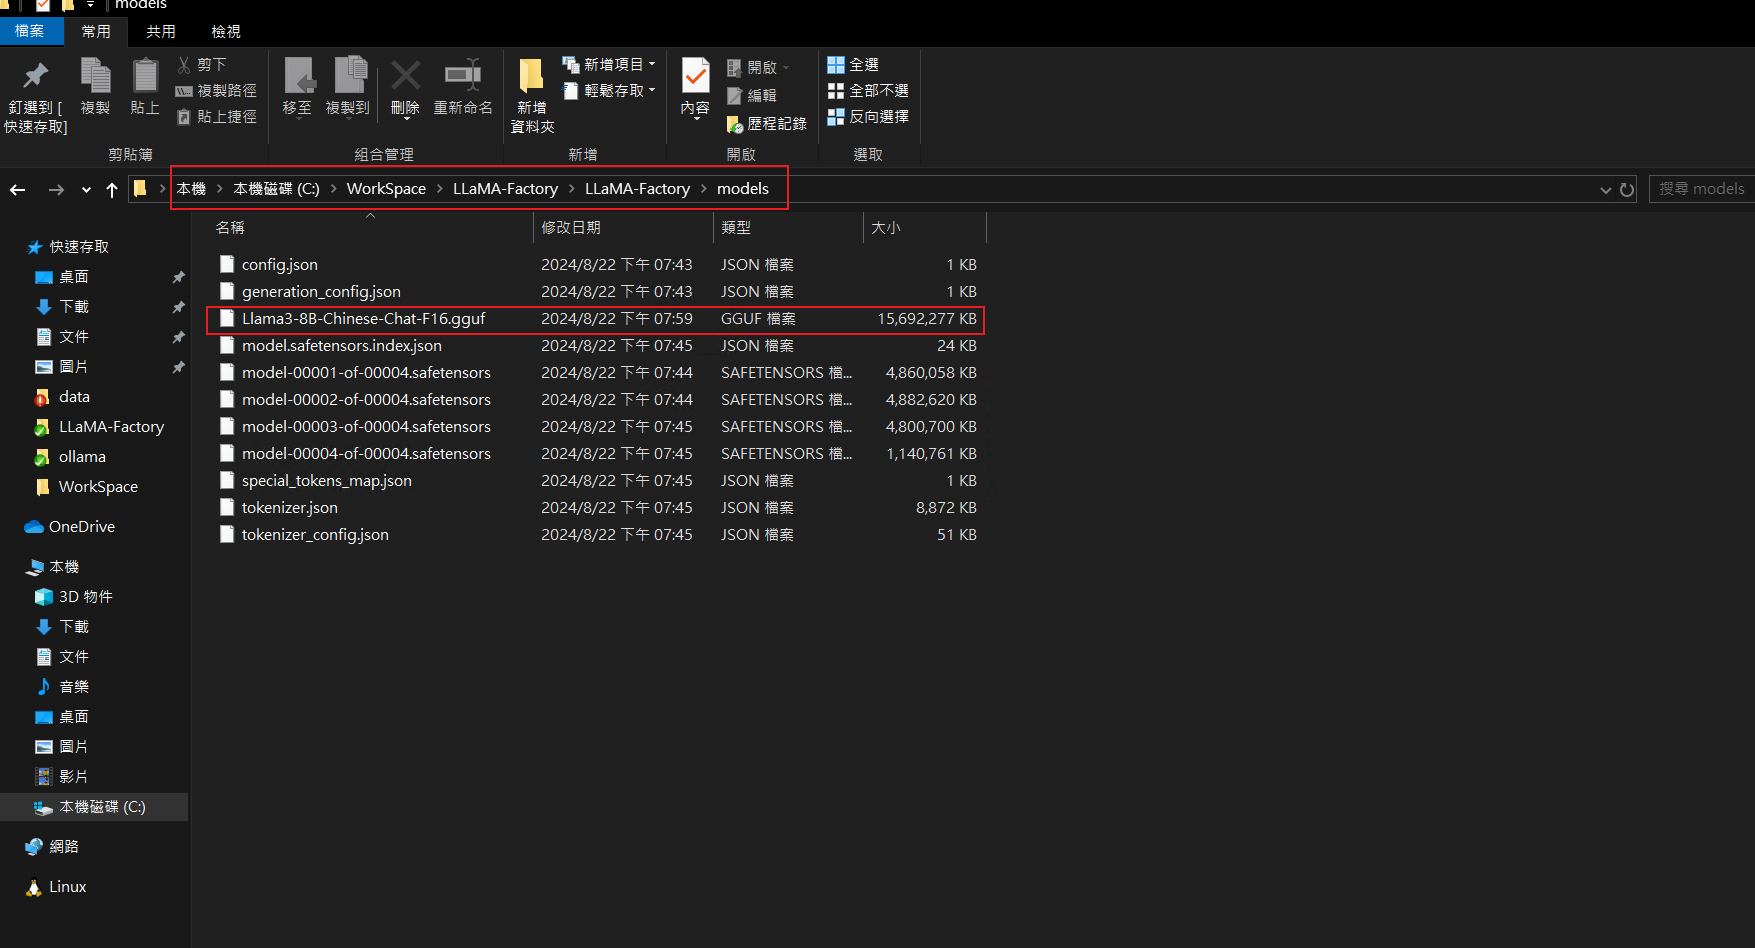 models
檔案 常用 共用 檢視
釘選到 [
快速存取]
複製
貼上
剪下
複製路徑
貼上捷徑
剪貼簿
移至
複製到
刪除
重新命名
組合管理
新增
資料夾
新增項目
輕鬆存取
新增
內容
開啟
編輯
歷程記錄
開啟
全選
全部不選
反向選擇
選取
本機 > 本機磁碟 (C:) > WorkSpace > LLaMA-Factory > LLaMA-Factory > models
搜尋 models
快速存取
桌面
下載
文件
圖片
data
LLaMA-Factory
ollama
WorkSpace
OneDrive
本機
3D 物件
下載
文件
音樂
桌面
圖片
影片
本機磁碟 (C:)
網路
Linux
名稱 修改日期 類型 大小
config.json 2024/8/22 下午 07:43 JSON 檔案 1 KB
generation_config.json 2024/8/22 下午 07:43 JSON 檔案 1 KB
Llama3-8B-Chinese-Chat-F16.gguf 2024/8/22 下午 07:59 GGUF 檔案 15,692,277 KB
model.safetensors.index.json 2024/8/22 下午 07:45 JSON 檔案 24 KB
model-00001-of-00004.safetensors 2024/8/22 下午 07:44 SAFETENSORS 檔... 4,860,058 KB
model-00002-of-00004.safetensors 2024/8/22 下午 07:44 SAFETENSORS 檔... 4,882,620 KB
model-00003-of-00004.safetensors 2024/8/22 下午 07:45 SAFETENSORS 檔... 4,800,700 KB
model-00004-of-00004.safetensors 2024/8/22 下午 07:45 SAFETENSORS 檔... 1,140,761 KB
special_tokens_map.json 2024/8/22 下午 07:45 JSON 檔案 1 KB
tokenizer.json 2024/8/22 下午 07:45 JSON 檔案 8,872 KB
tokenizer_config.json 2024/8/22 下午 07:45 JSON 檔案 51 KB